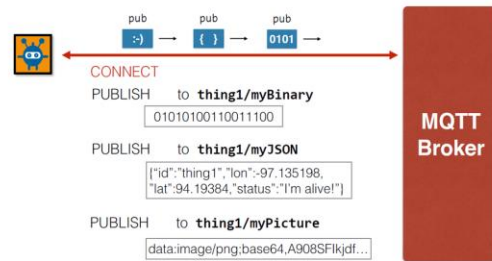 pub pub pub
:-) { } 0101
CONNECT
PUBLISH to thing1/myBinary
01010100110011100
PUBLISH to thing1/myJSON
{"id":"thing1","lon":-97.135198,
"lat":94.19384,"status":"I'm alive!"}
PUBLISH to thing1/myPicture
data:image/png;base64,A908SFIkjdf...
MQTT
Broker